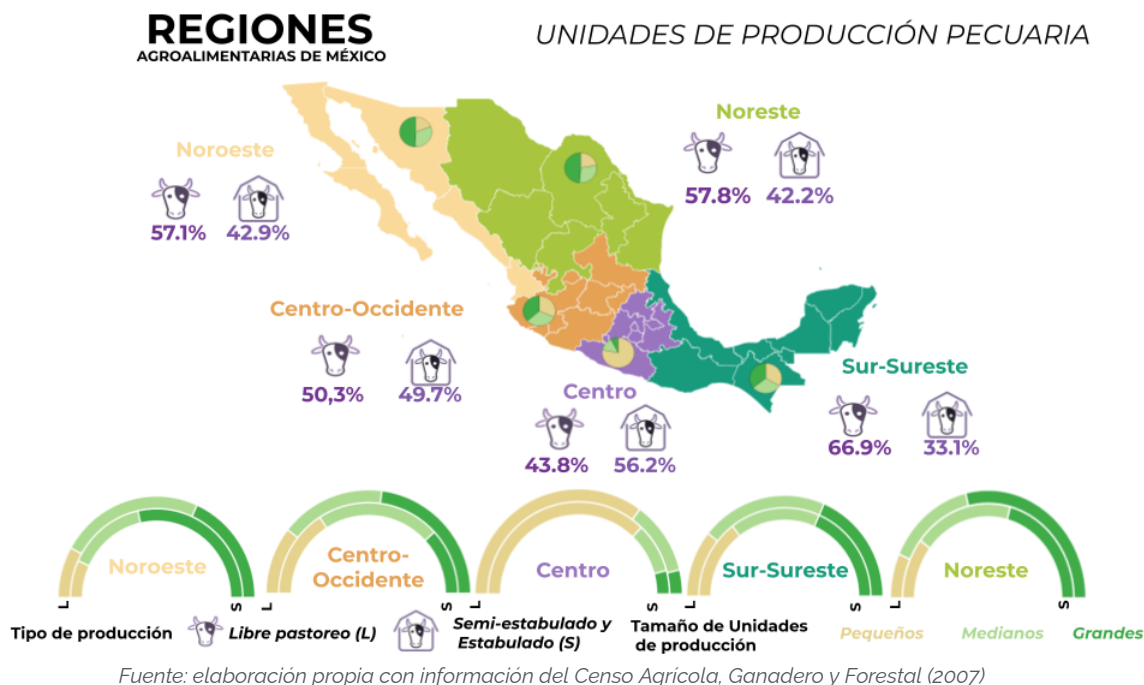 REGIONES
AGROALIMENTARIAS DE MÉXICO
UNIDADES DE PRODUCCIÓN PECUARIA
Noreste
57.8% 42.2%
Noroeste
57.1% 42.9%
Centro-Occidente
50,3% 49.7%
Sur-Sureste
66.9% 33.1%
Centro
43.8% 56.2%
Noroeste
L S
Centro-
Occidente
L S
Centro
L S
Sur-Sureste
L S
Noreste
L S
Tipo de producción
Libre pastoreo (L)
Semi-estabulado y
Estabulado (S)
Tamaño de Unidades
de producción
Pequeños Medianos Grandes
Fuente: elaboración propia con información del Censo Agrícola, Ganadero y Forestal (2007)